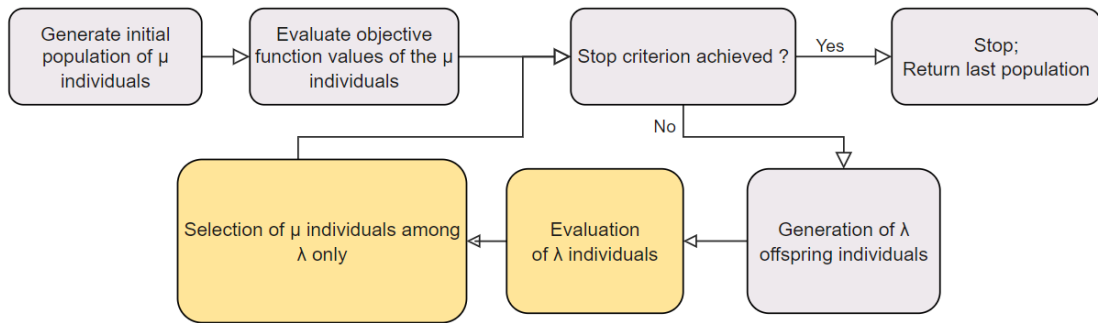 Generate initial
population of μ
individuals
Evaluate objective
function values of the μ
individuals
Stop criterion achieved ?
Yes
Stop;
Return last population
No
Selection of μ individuals among
λ only
Evaluation
of λ individuals
Generation of λ
offspring individuals